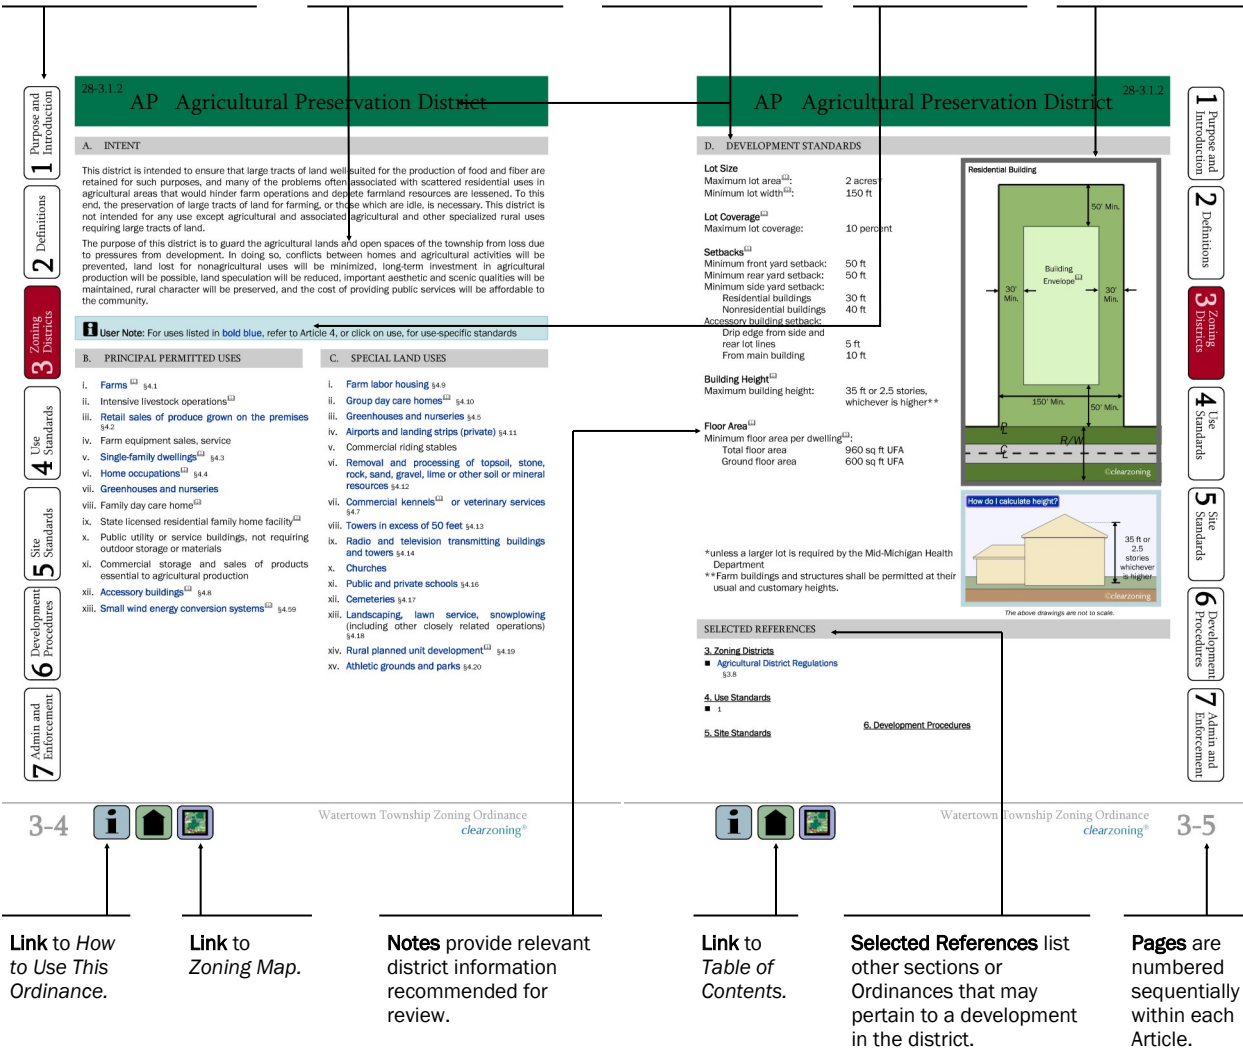 28-3.1.2
AP Agricultural Preservation District
A. INTENT
This district is intended to ensure that large tracts of land well-suited for the production of food and fiber are
retained for such purposes, and many of the problems often associated with scattered residential uses in
agricultural areas that would hinder farm operations and deplete farmland resources are lessened. To this
end, the preservation of large tracts of land for farming, or those which are idle, is necessary. This district is
not intended for any use except agricultural and associated agricultural and other specialized rural uses
requiring large tracts of land.
The purpose of this district is to guard the agricultural lands and open spaces of the township from loss due
to pressures from development. In doing so, conflicts between homes and agricultural activities will be
prevented, land lost for nonagricultural uses will be minimized, long-term investment in agricultural
production will be possible, land speculation will be reduced, important aesthetic and scenic qualities will be
maintained, rural character will be preserved, and the cost of providing public services will be affordable to
the community.
User Note: For uses listed in bold blue, refer to Article 4, or click on use, for use-specific standards
B. PRINCIPAL PERMITTED USES
i. Farms §4.1
ii. Intensive livestock operations
iii. Retail sales of produce grown on the premises
§4.2
iv. Farm equipment sales, service
v. Single-family dwellings §4.3
vi. Home occupations §4.4
vii. Greenhouses and nurseries
viii. Family day care home
ix. State licensed residential family home facility
x. Public utility or service buildings, not requiring
outdoor storage or materials
xi. Commercial storage and sales of products
essential to agricultural production
xii. Accessory buildings §4.8
xiii. Small wind energy conversion systems §4.59
C. SPECIAL LAND USES
i. Farm labor housing §4.9
ii. Group day care homes §4.10
iii. Greenhouses and nurseries §4.5
iv. Airports and landing strips (private) §4.11
v. Commercial riding stables
vi. Removal and processing of topsoil, stone,
rock, sand, gravel, lime or other soil or mineral
resources §4.12
vii. Commercial kennels or veterinary services
§4.7
viii. Towers in excess of 50 feet §4.13
ix. Radio and television transmitting buildings
and towers §4.14
x. Churches
xi. Public and private schools §4.16
xii. Cemeteries §4.17
xiii. Landscaping, lawn service, snowplowing
(including other closely related operations)
§4.18
xiv. Rural planned unit development §4.19
xv. Athletic grounds and parks §4.20
1 Purpose and
Introduction
2 Definitions
3 Zoning
Districts
4 Use
Standards
5 Site
Standards
6 Development
Procedures
7 Admin and
Enforcement
3-4
i
Watertown Township Zoning Ordinance
clearzoning®
AP Agricultural Preservation District
28-3.1.2
D. DEVELOPMENT STANDARDS
Lot Size
Maximum lot area: 2 acres*
Minimum lot width: 150 ft
Lot Coverage
Maximum lot coverage: 10 percent
Setbacks
Minimum front yard setback: 50 ft
Minimum rear yard setback: 50 ft
Minimum side yard setback:
Residential buildings 30 ft
Nonresidential buildings 40 ft
Accessory building setback:
Drip edge from side and
rear lot lines 5 ft
From main building 10 ft
Building Height
Maximum building height: 35 ft or 2.5 stories,
whichever is higher**
Floor Area
Minimum floor area per dwelling:
Total floor area 960 sq ft UFA
Ground floor area 600 sq ft UFA
*unless a larger lot is required by the Mid-Michigan Health
Department
**Farm buildings and structures shall be permitted at their
usual and customary heights.
Residential Building
50' Min.
Building
Envelope
30'
Min.
30'
Min.
150' Min.
50' Min.
R/W
©clearzoning
How do I calculate height?
35 ft or
2.5
stories
whichever
is higher
©clearzoning
The above drawings are not to scale.
SELECTED REFERENCES
3. Zoning Districts
■ Agricultural District Regulations
§3.8
4. Use Standards
■ 1
5. Site Standards
6. Development Procedures
1 Purpose and
Introduction
2 Definitions
3 Zoning
Districts
4 Use
Standards
5 Site
Standards
6 Development
Procedures
7 Admin and
Enforcement
i
Watertown Township Zoning Ordinance
clearzoning®
3-5
Link to How
to Use This
Ordinance.
Link to
Zoning Map.
Notes provide relevant
district information
recommended for
review.
Link to
Table of
Contents.
Selected References list
other sections or
Ordinances that may
pertain to a development
in the district.
Pages are
numbered
sequentially
within each
Article.